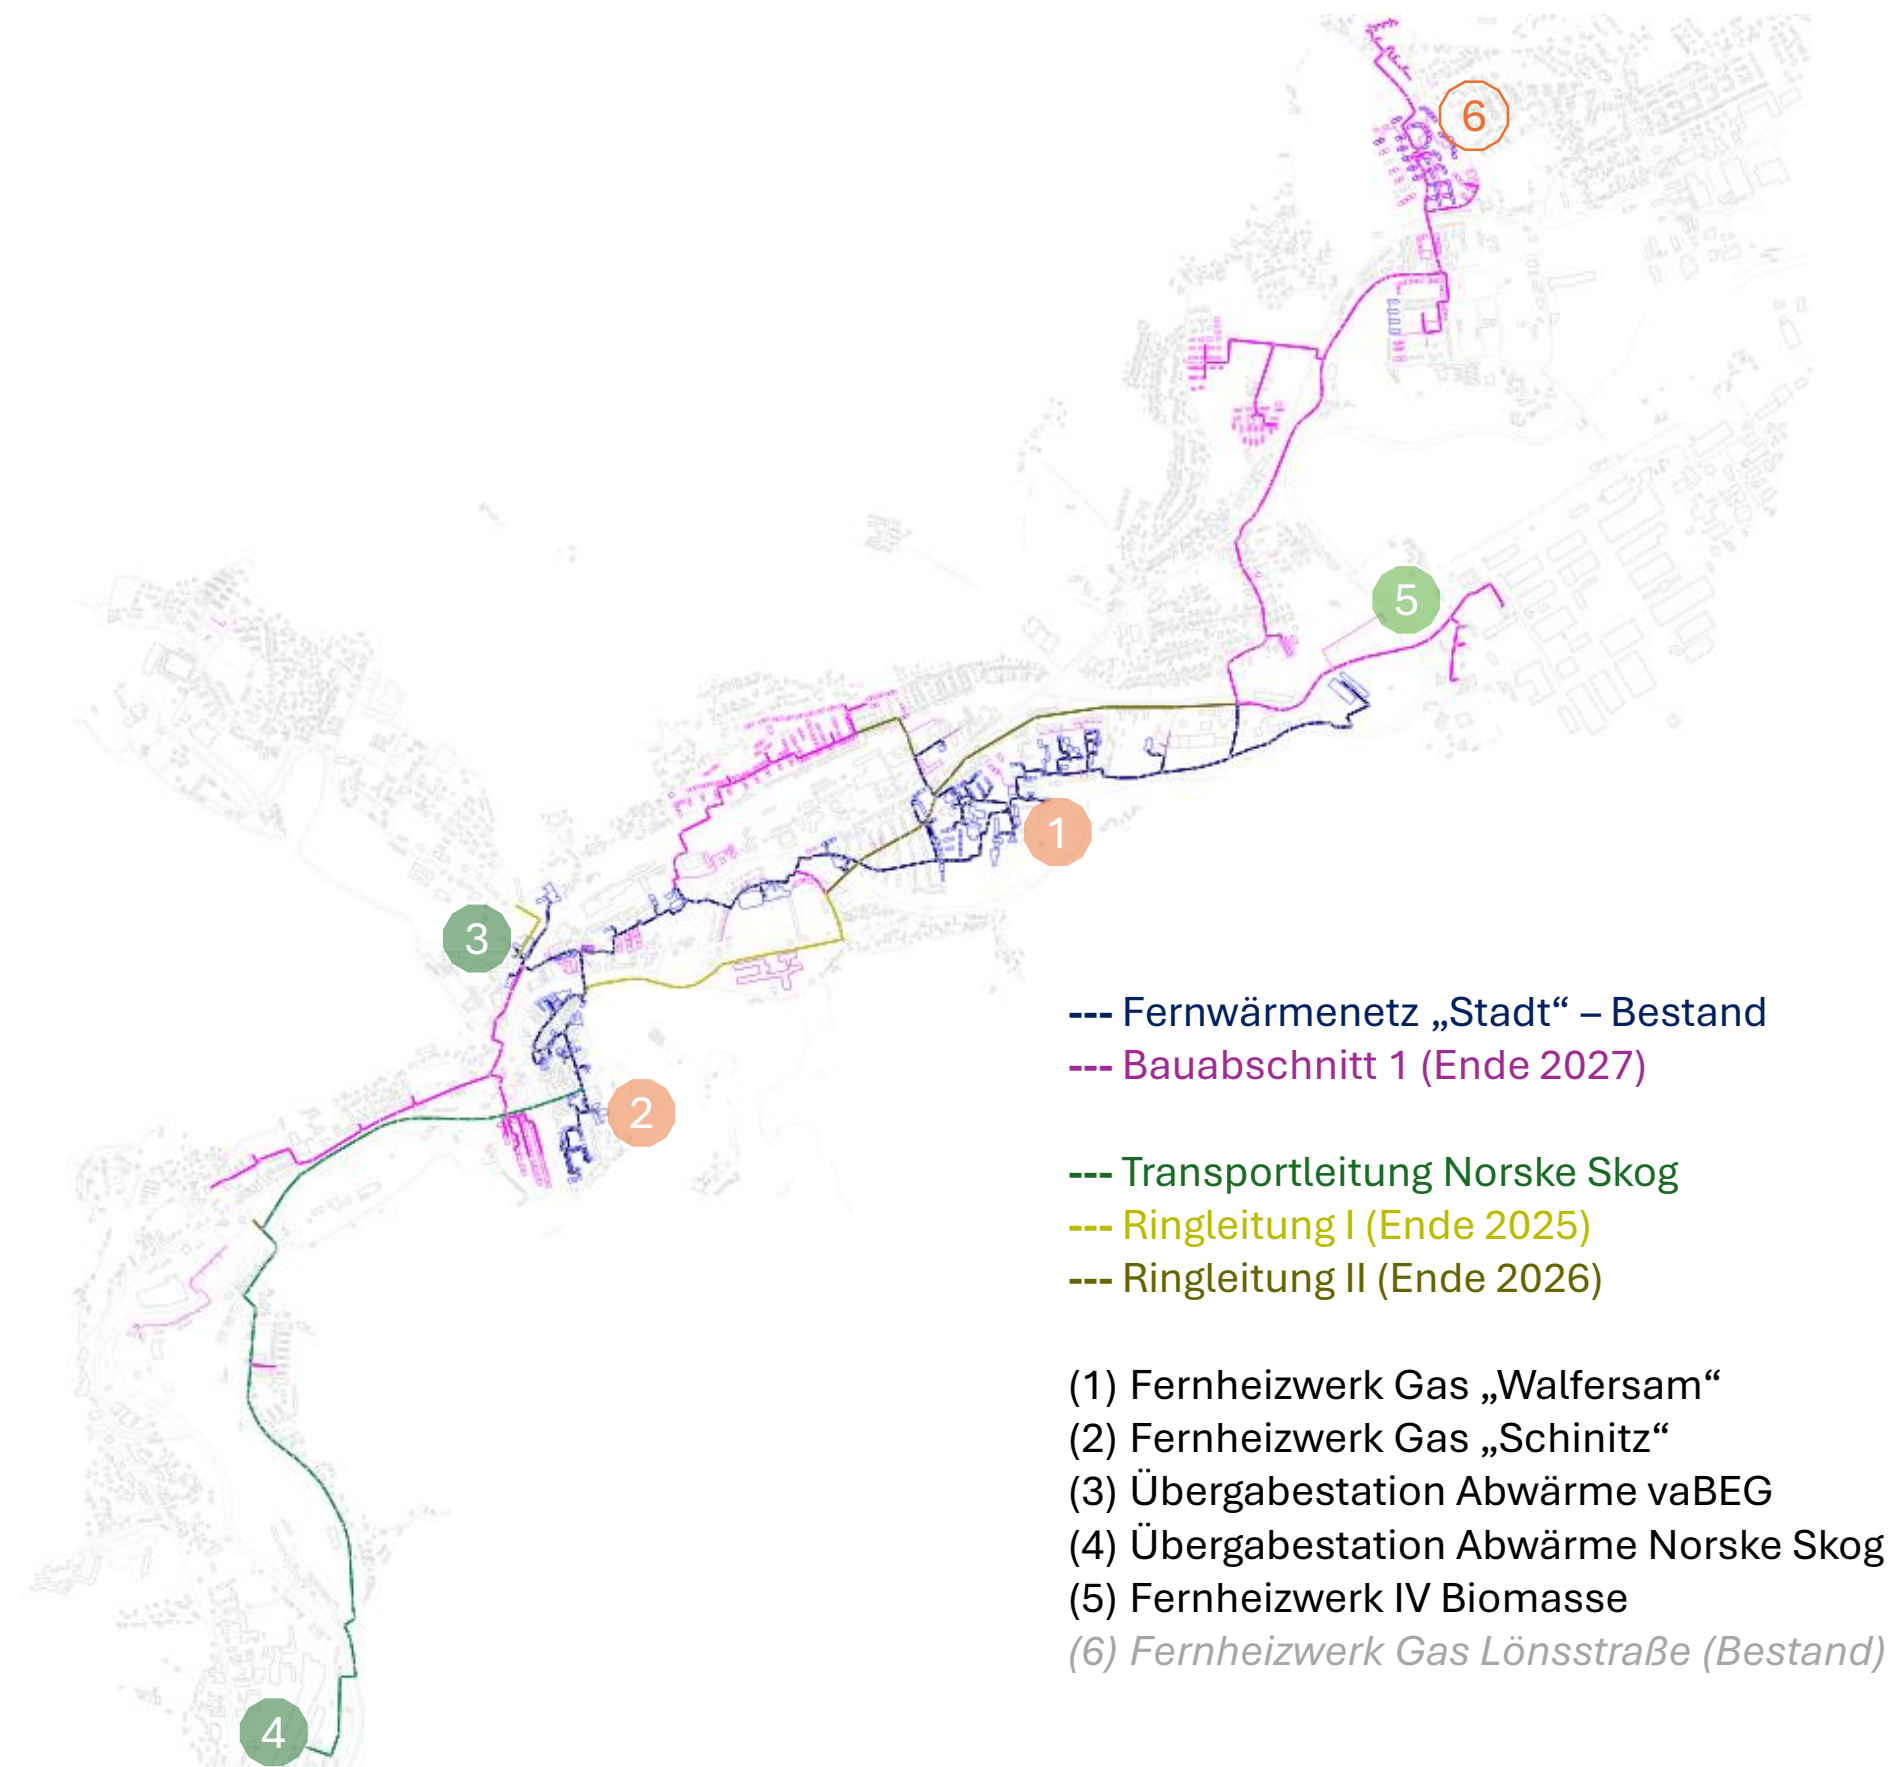 6
5
1
3
2
4
--- Fernwärmenetz „Stadt“ – Bestand
--- Bauabschnitt 1 (Ende 2027)
--- Transportleitung Norske Skog
--- Ringleitung I (Ende 2025)
--- Ringleitung II (Ende 2026)
(1) Fernheizwerk Gas „Walfersam“
(2) Fernheizwerk Gas „Schinitz“
(3) Übergabestation Abwärme vaBEG
(4) Übergabestation Abwärme Norske Skog
(5) Fernheizwerk IV Biomasse
(6) Fernheizwerk Gas Lönsstraße (Bestand)